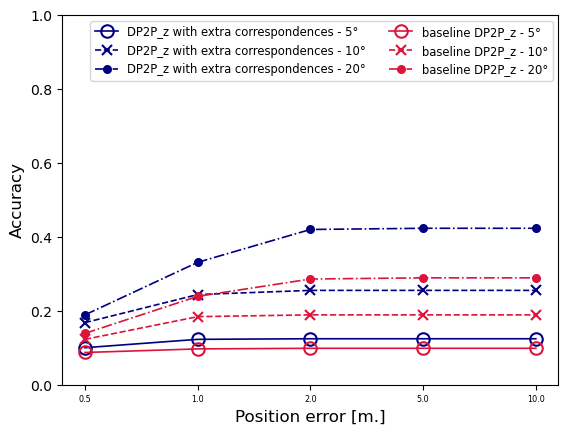 DP2P_z with extra correspondences - 5°
DP2P_z with extra correspondences - 10°
DP2P_z with extra correspondences - 20°
baseline DP2P_z - 5°
baseline DP2P_z - 10°
baseline DP2P_z - 20°
Accuracy
1.0
0.8
0.6
0.4
0.2
0.0
0.5 1.0 2.0 5.0 10.0
Position error [m.]